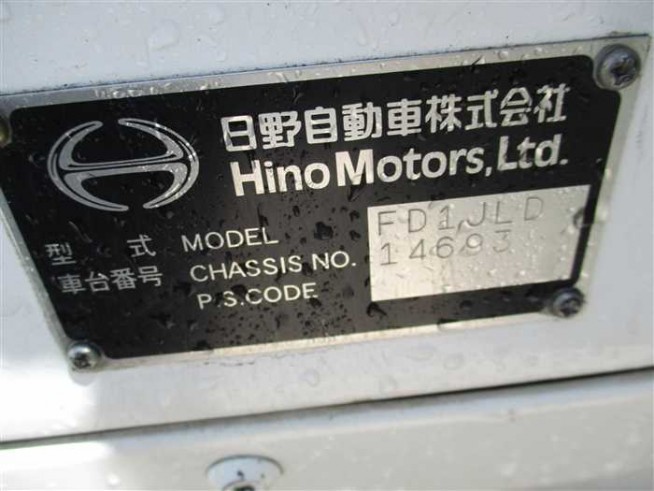 日野自動車株式会社
Hino Motors, Ltd.
型 式 MODEL FD1JLD
車台番号 CHASSIS NO. 14693
P.S.CODE